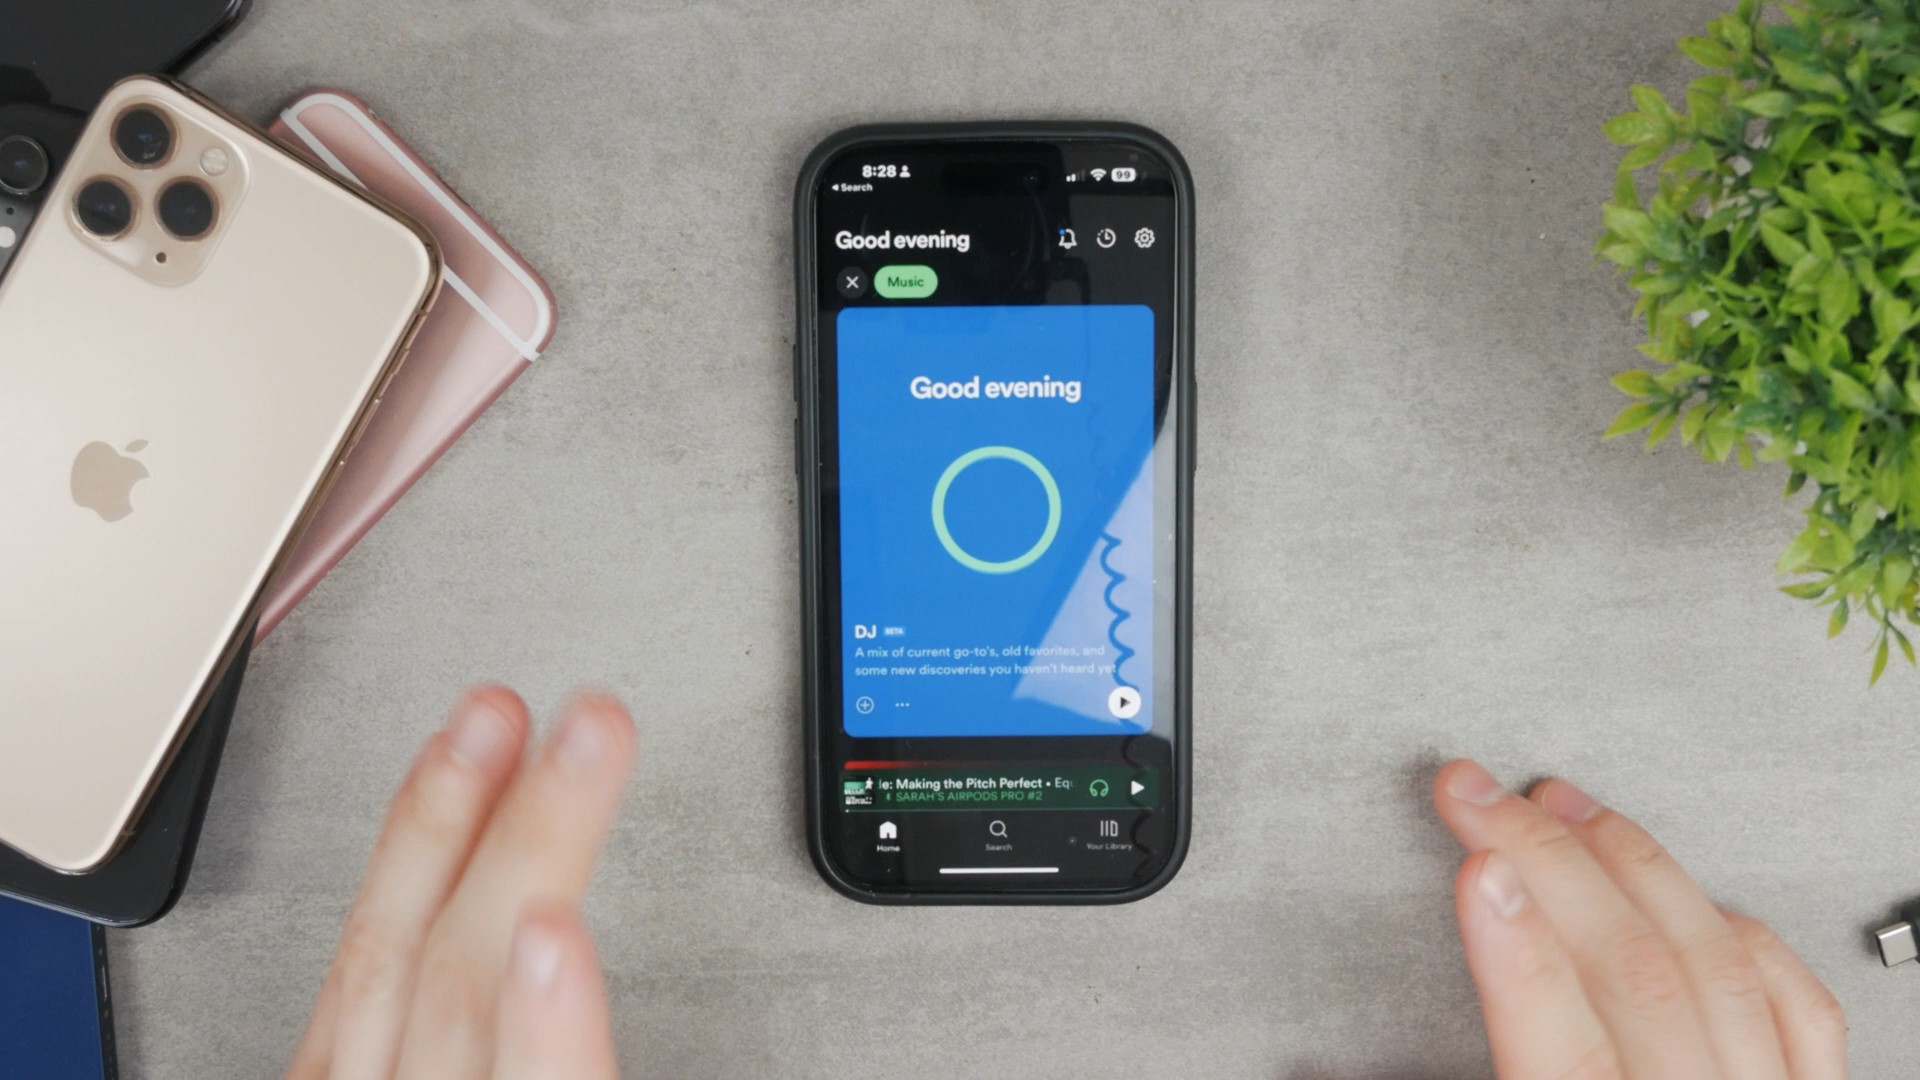 8:28
99
Search
Good evening
Music
Good evening
DJ BETA
A mix of current go-to's, old favorites, and
some new discoveries you haven't heard yet
le: Making the Pitch Perfect • Eq
SARAH'S AIRPODS PRO #2
Home
Search
Your Library